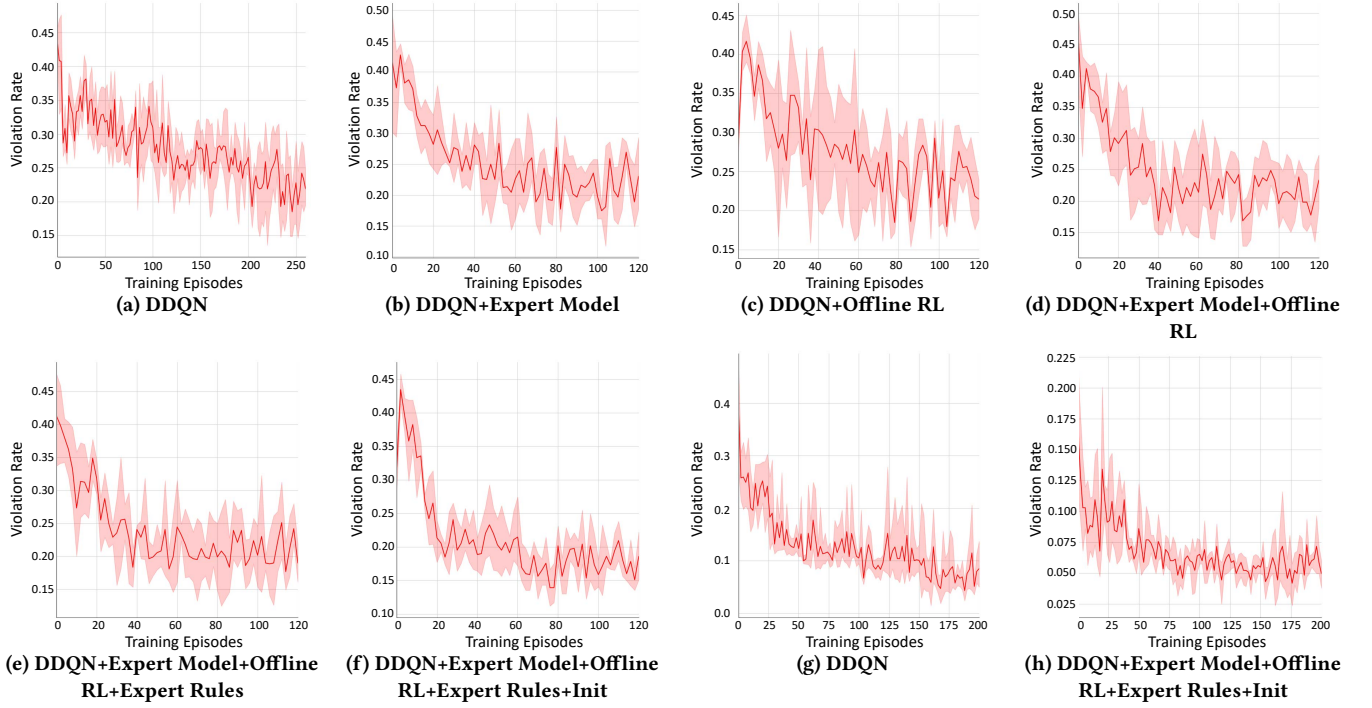 0.45
0.40
0.35
0.30
0.25
0.20
0.15
Violation Rate
0 50 100 150 200 250
Training Episodes
(a) DDQN
0.50
0.45
0.40
0.35
0.30
0.25
0.20
0.15
0.10
Violation Rate
0 20 40 60 80 100 120
Training Episodes
(b) DDQN+Expert Model
0.45
0.40
0.35
0.30
0.25
0.20
0.15
Violation Rate
0 20 40 60 80 100 120
Training Episodes
(c) DDQN+Offline RL
0.50
0.45
0.40
0.35
0.30
0.25
0.20
0.15
Violation Rate
0 20 40 60 80 100 120
Training Episodes
(d) DDQN+Expert Model+Offline
RL
0.45
0.40
0.35
0.30
0.25
0.20
0.15
Violation Rate
0 20 40 60 80 100 120
Training Episodes
(e) DDQN+Expert Model+Offline
RL+Expert Rules
0.45
0.40
0.35
0.30
0.25
0.20
0.15
0.10
Violation Rate
0 20 40 60 80 100 120
Training Episodes
(f) DDQN+Expert Model+Offline
RL+Expert Rules+Init
0.4
0.3
0.2
0.1
0.0
Violation Rate
0 25 50 75 100 125 150 175 200
Training Episodes
(g) DDQN
0.225
0.200
0.175
0.150
0.125
0.100
0.075
0.050
0.025
Violation Rate
0 25 50 75 100 125 150 175 200
Training Episodes
(h) DDQN+Expert Model+Offline
RL+Expert Rules+Init